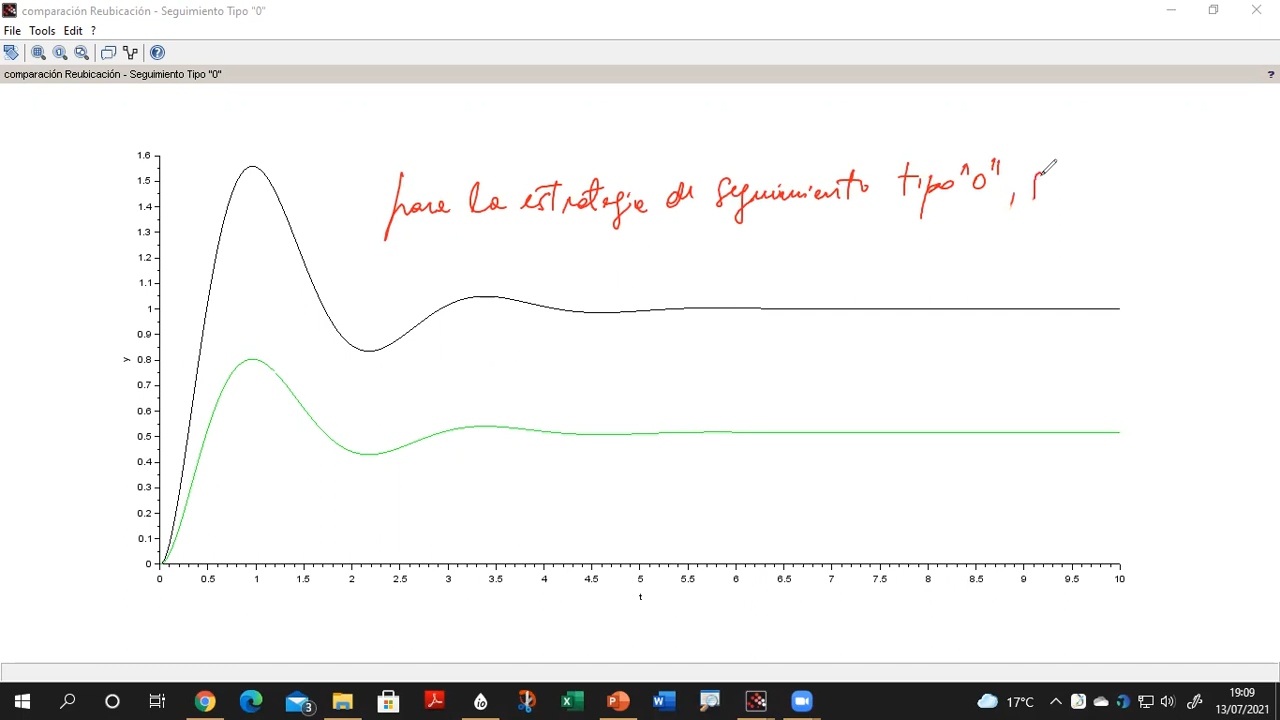 comparación Reubicación - Seguimiento Tipo "0"
File Tools Edit ?
comparación Reubicación - Seguimiento Tipo "0"
?
para la estrategia de seguimiento tipo "0",
1.6
1.5
1.4
1.3
1.2
1.1
1
0.9
0.8
0.7
0.6
0.5
0.4
0.3
0.2
0.1
0
y
0 0.5 1 1.5 2 2.5 3 3.5 4 4.5 5 5.5 6 6.5 7 7.5 8 8.5 9 9.5 10
t
3
17°C
19:09
13/07/2021